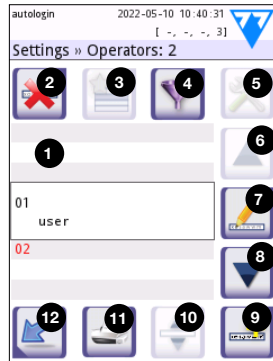 autologin 2022-05-10 10:40:31
[ -, -, -, 3]
Settings » Operators: 2
2 3 4 5
1
6
01
user
7
02
8
12 11 10 9